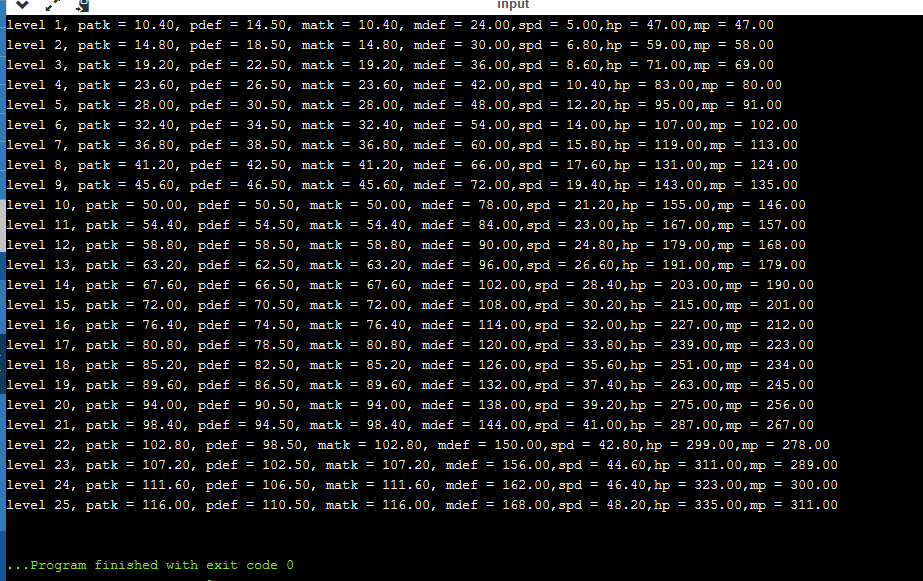 input
level 1, patk = 10.40, pdef = 14.50, matk = 10.40, mdef = 24.00,spd = 5.00,hp = 47.00,mp = 47.00
level 2, patk = 14.80, pdef = 18.50, matk = 14.80, mdef = 30.00,spd = 6.80,hp = 59.00,mp = 58.00
level 3, patk = 19.20, pdef = 22.50, matk = 19.20, mdef = 36.00,spd = 8.60,hp = 71.00,mp = 69.00
level 4, patk = 23.60, pdef = 26.50, matk = 23.60, mdef = 42.00,spd = 10.40,hp = 83.00,mp = 80.00
level 5, patk = 28.00, pdef = 30.50, matk = 28.00, mdef = 48.00,spd = 12.20,hp = 95.00,mp = 91.00
level 6, patk = 32.40, pdef = 34.50, matk = 32.40, mdef = 54.00,spd = 14.00,hp = 107.00,mp = 102.00
level 7, patk = 36.80, pdef = 38.50, matk = 36.80, mdef = 60.00,spd = 15.80,hp = 119.00,mp = 113.00
level 8, patk = 41.20, pdef = 42.50, matk = 41.20, mdef = 66.00,spd = 17.60,hp = 131.00,mp = 124.00
level 9, patk = 45.60, pdef = 46.50, matk = 45.60, mdef = 72.00,spd = 19.40,hp = 143.00,mp = 135.00
level 10, patk = 50.00, pdef = 50.50, matk = 50.00, mdef = 78.00,spd = 21.20,hp = 155.00,mp = 146.00
level 11, patk = 54.40, pdef = 54.50, matk = 54.40, mdef = 84.00,spd = 23.00,hp = 167.00,mp = 157.00
level 12, patk = 58.80, pdef = 58.50, matk = 58.80, mdef = 90.00,spd = 24.80,hp = 179.00,mp = 168.00
level 13, patk = 63.20, pdef = 62.50, matk = 63.20, mdef = 96.00,spd = 26.60,hp = 191.00,mp = 179.00
level 14, patk = 67.60, pdef = 66.50, matk = 67.60, mdef = 102.00,spd = 28.40,hp = 203.00,mp = 190.00
level 15, patk = 72.00, pdef = 70.50, matk = 72.00, mdef = 108.00,spd = 30.20,hp = 215.00,mp = 201.00
level 16, patk = 76.40, pdef = 74.50, matk = 76.40, mdef = 114.00,spd = 32.00,hp = 227.00,mp = 212.00
level 17, patk = 80.80, pdef = 78.50, matk = 80.80, mdef = 120.00,spd = 33.80,hp = 239.00,mp = 223.00
level 18, patk = 85.20, pdef = 82.50, matk = 85.20, mdef = 126.00,spd = 35.60,hp = 251.00,mp = 234.00
level 19, patk = 89.60, pdef = 86.50, matk = 89.60, mdef = 132.00,spd = 37.40,hp = 263.00,mp = 245.00
level 20, patk = 94.00, pdef = 90.50, matk = 94.00, mdef = 138.00,spd = 39.20,hp = 275.00,mp = 256.00
level 21, patk = 98.40, pdef = 94.50, matk = 98.40, mdef = 144.00,spd = 41.00,hp = 287.00,mp = 267.00
level 22, patk = 102.80, pdef = 98.50, matk = 102.80, mdef = 150.00,spd = 42.80,hp = 299.00,mp = 278.00
level 23, patk = 107.20, pdef = 102.50, matk = 107.20, mdef = 156.00,spd = 44.60,hp = 311.00,mp = 289.00
level 24, patk = 111.60, pdef = 106.50, matk = 111.60, mdef = 162.00,spd = 46.40,hp = 323.00,mp = 300.00
level 25, patk = 116.00, pdef = 110.50, matk = 116.00, mdef = 168.00,spd = 48.20,hp = 335.00,mp = 311.00
...Program finished with exit code 0